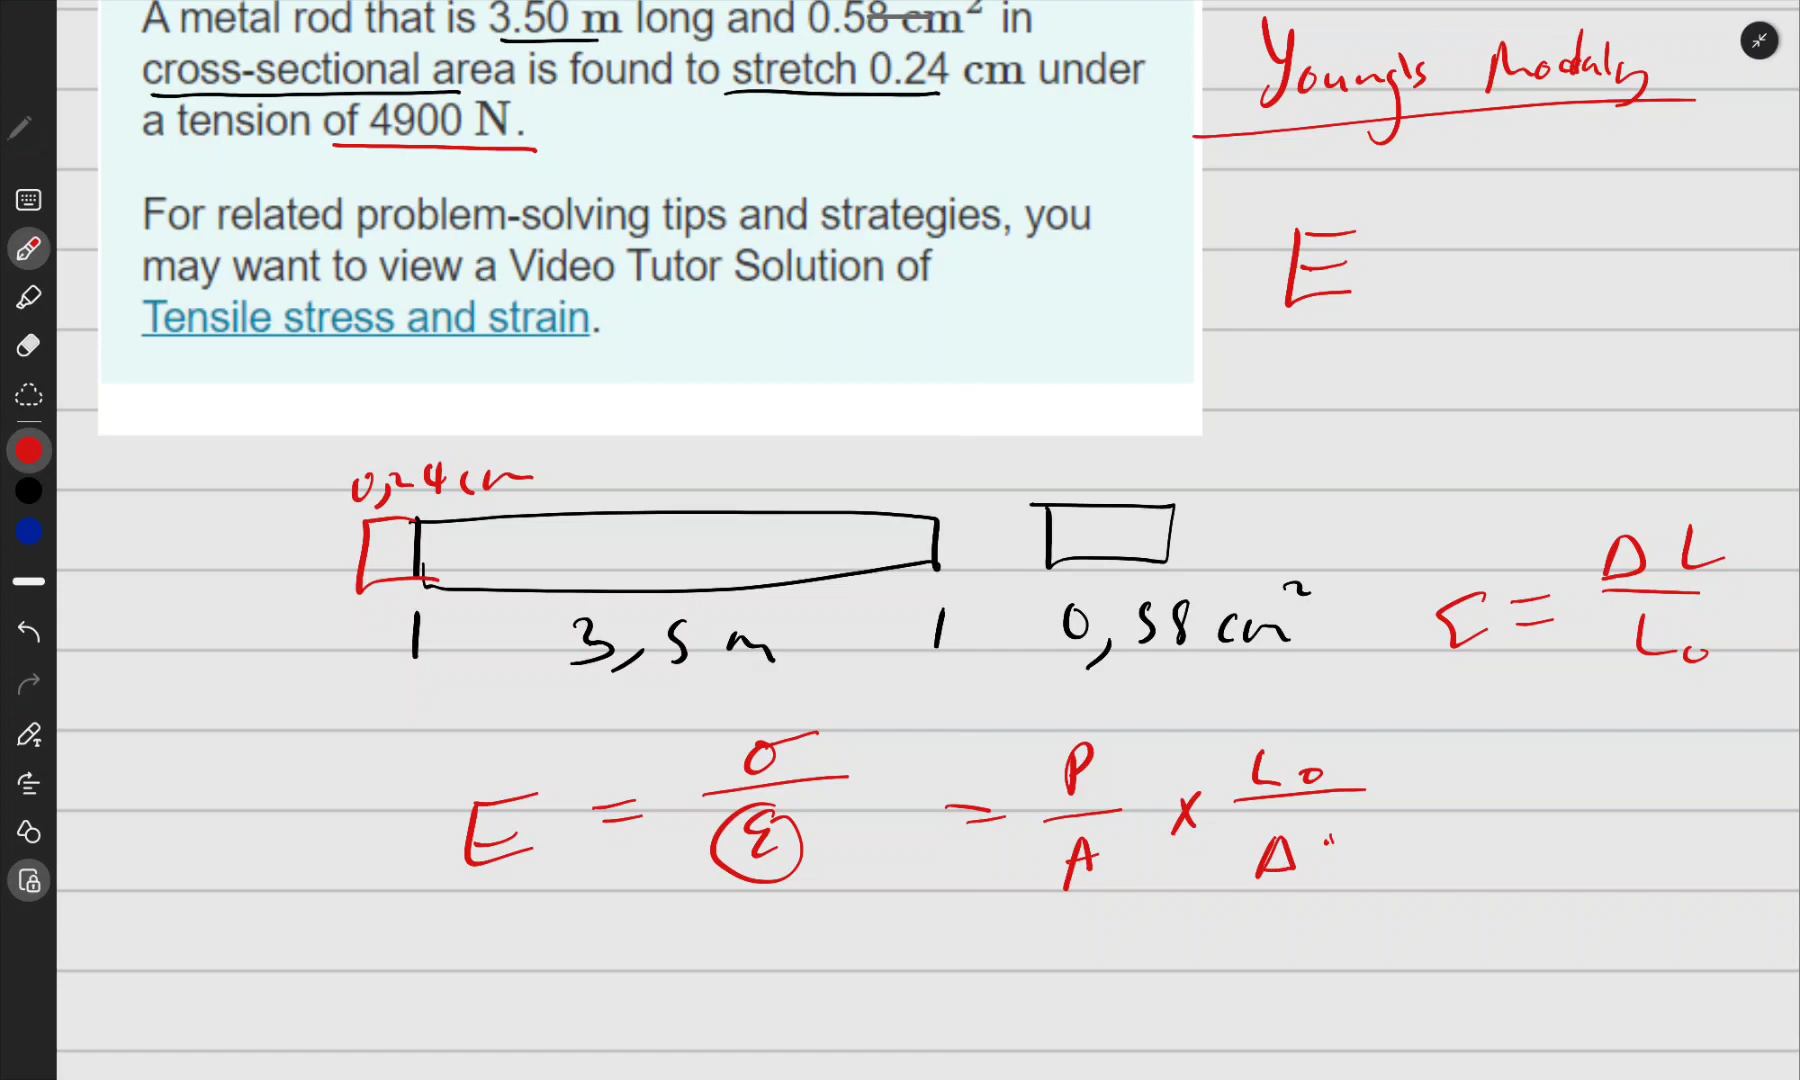 A metal rod that is 3.50 m long and 0.58 cm² in
cross-sectional area is found to stretch 0.24 cm under
a tension of 4900 N.
For related problem-solving tips and strategies, you
may want to view a Video Tutor Solution of
Tensile stress and strain.
Young's Modulus
E
0,24cm
3,5 m
0,58 cm²
Σ = ΔL / L₀
E = σ / ε = P / A × L₀ / Δ